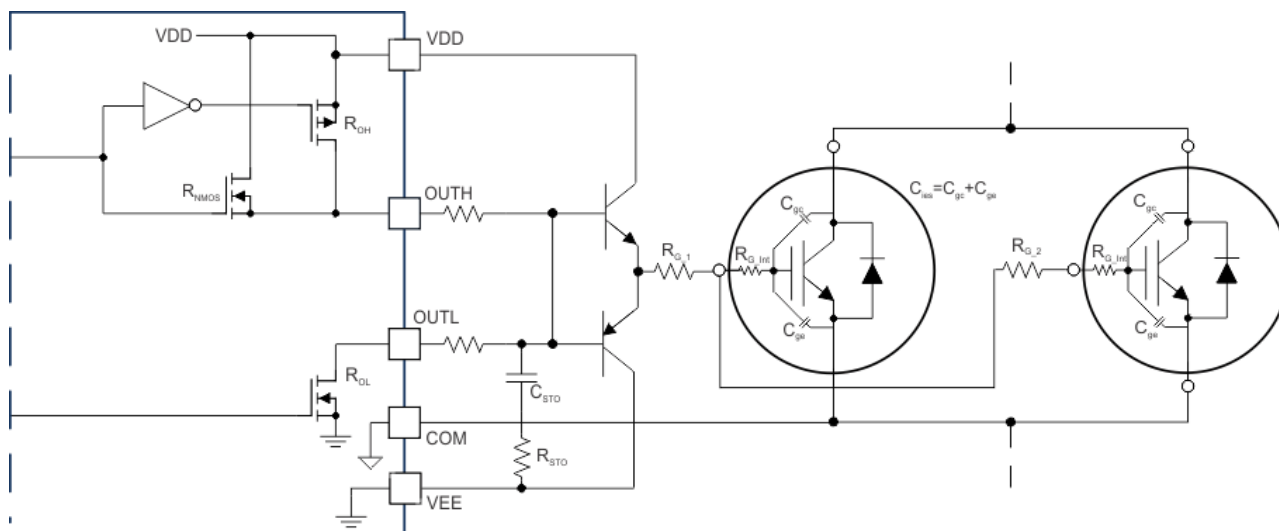 VDD
VDD
R_OH
R_NMOS
OUTH
OUTL
R_OL
C_STO
COM
R_STO
VEE
R_G_1
R_G_Int
C_gc
C_ge
C_ies=C_gc+C_ge
R_G_2
R_G_Int
C_gc
C_ge